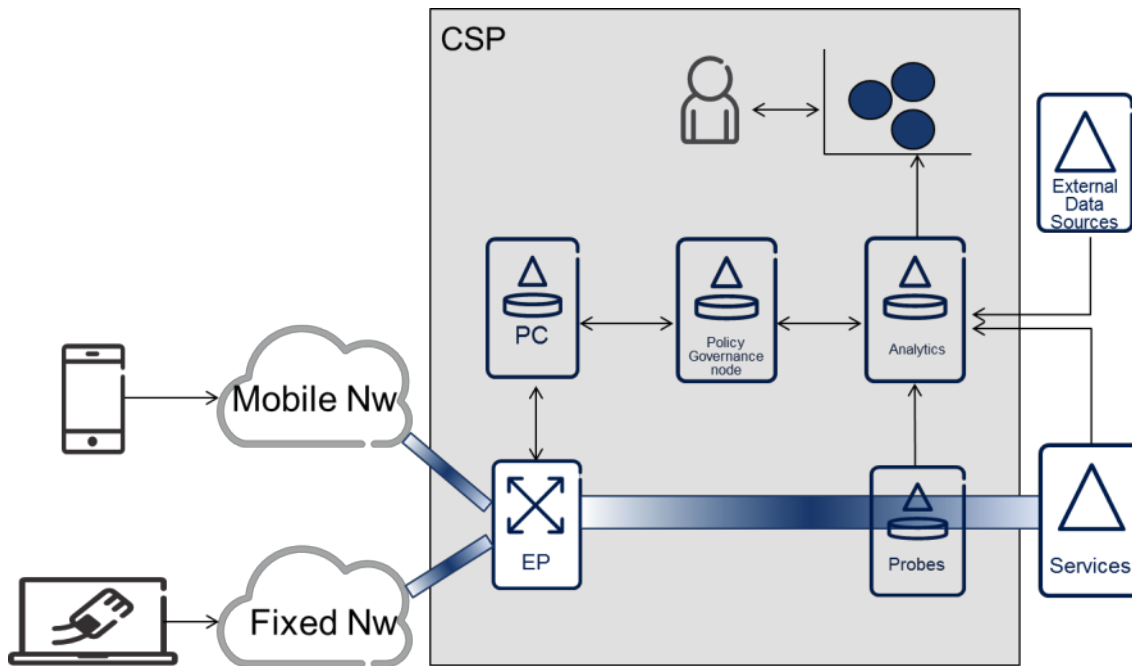 CSP
External
Data
Sources
PC
Policy
Governance
node
Analytics
Mobile Nw
EP
Probes
Services
Fixed Nw